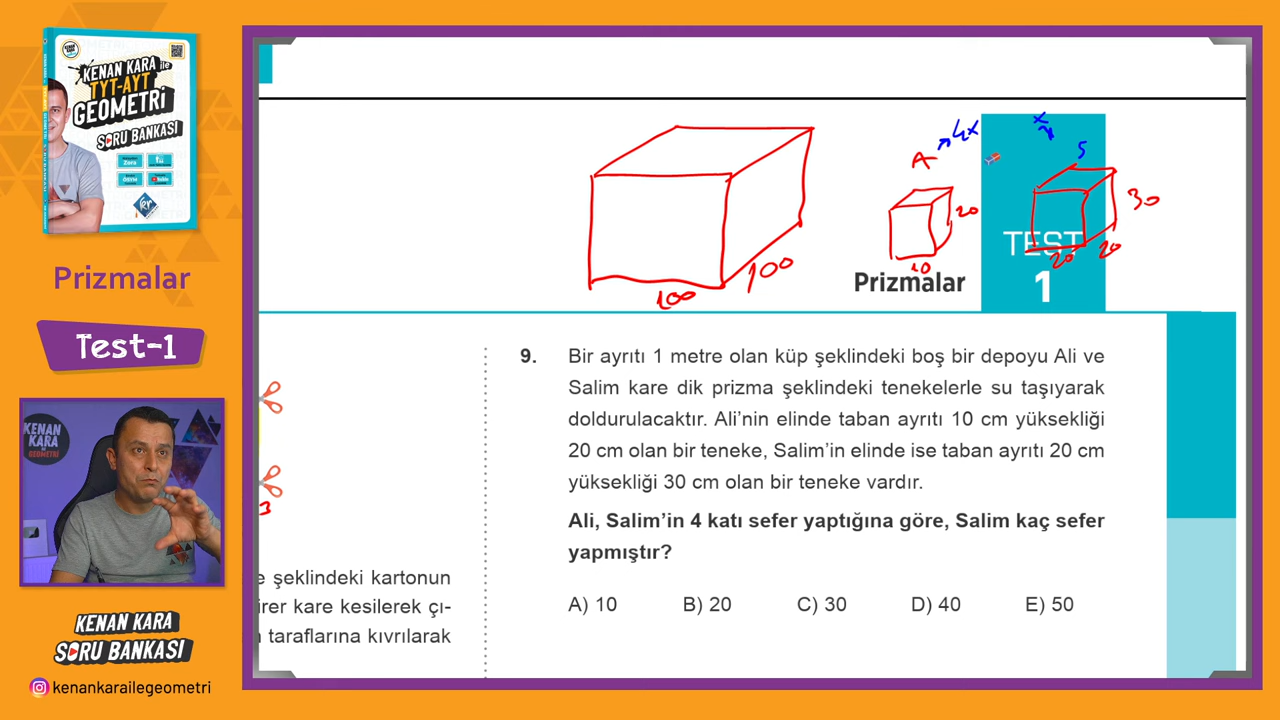 KENAN KARA ile
TYT-AYT
GEOMETRİ
SORU BANKASI
Prizmalar
Test-1
KENAN KARA
ile
GEOMETRİ
KENAN KARA
SORU BANKASI
kenankarailegeometri
100
100
A
4x
20
10
x
S
30
20
20
Prizmalar
TEST
1
3
9. Bir ayrıtı 1 metre olan küp şeklindeki boş bir depoyu Ali ve
Salim kare dik prizma şeklindeki tenekelerle su taşıyarak
doldurulacaktır. Ali’nin elinde taban ayrıtı 10 cm yüksekliği
20 cm olan bir teneke, Salim’in elinde ise taban ayrıtı 20 cm
yüksekliği 30 cm olan bir teneke vardır.
Ali, Salim’in 4 katı sefer yaptığına göre, Salim kaç sefer
yapmıştır?
A) 10 B) 20 C) 30 D) 40 E) 50
e şeklindeki kartonun
irer kare kesilerek çı-
taraflarına kıvrılarak